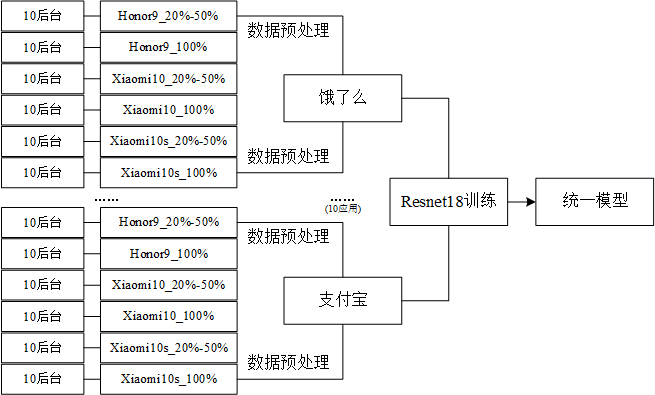 10后台 Honor9_20%-50% 数据预处理
10后台 Honor9_100%
10后台 Xiaomi10_20%-50%
饿了么
10后台 Xiaomi10_100%
10后台 Xiaomi10s_20%-50%
数据预处理
10后台 Xiaomi10s_100%
Resnet18训练 统一模型
…… ……
(10应用)
10后台 Honor9_20%-50%
数据预处理
10后台 Honor9_100%
10后台 Xiaomi10_20%-50%
支付宝
10后台 Xiaomi10_100%
10后台 Xiaomi10s_20%-50%
数据预处理
10后台 Xiaomi10s_100%